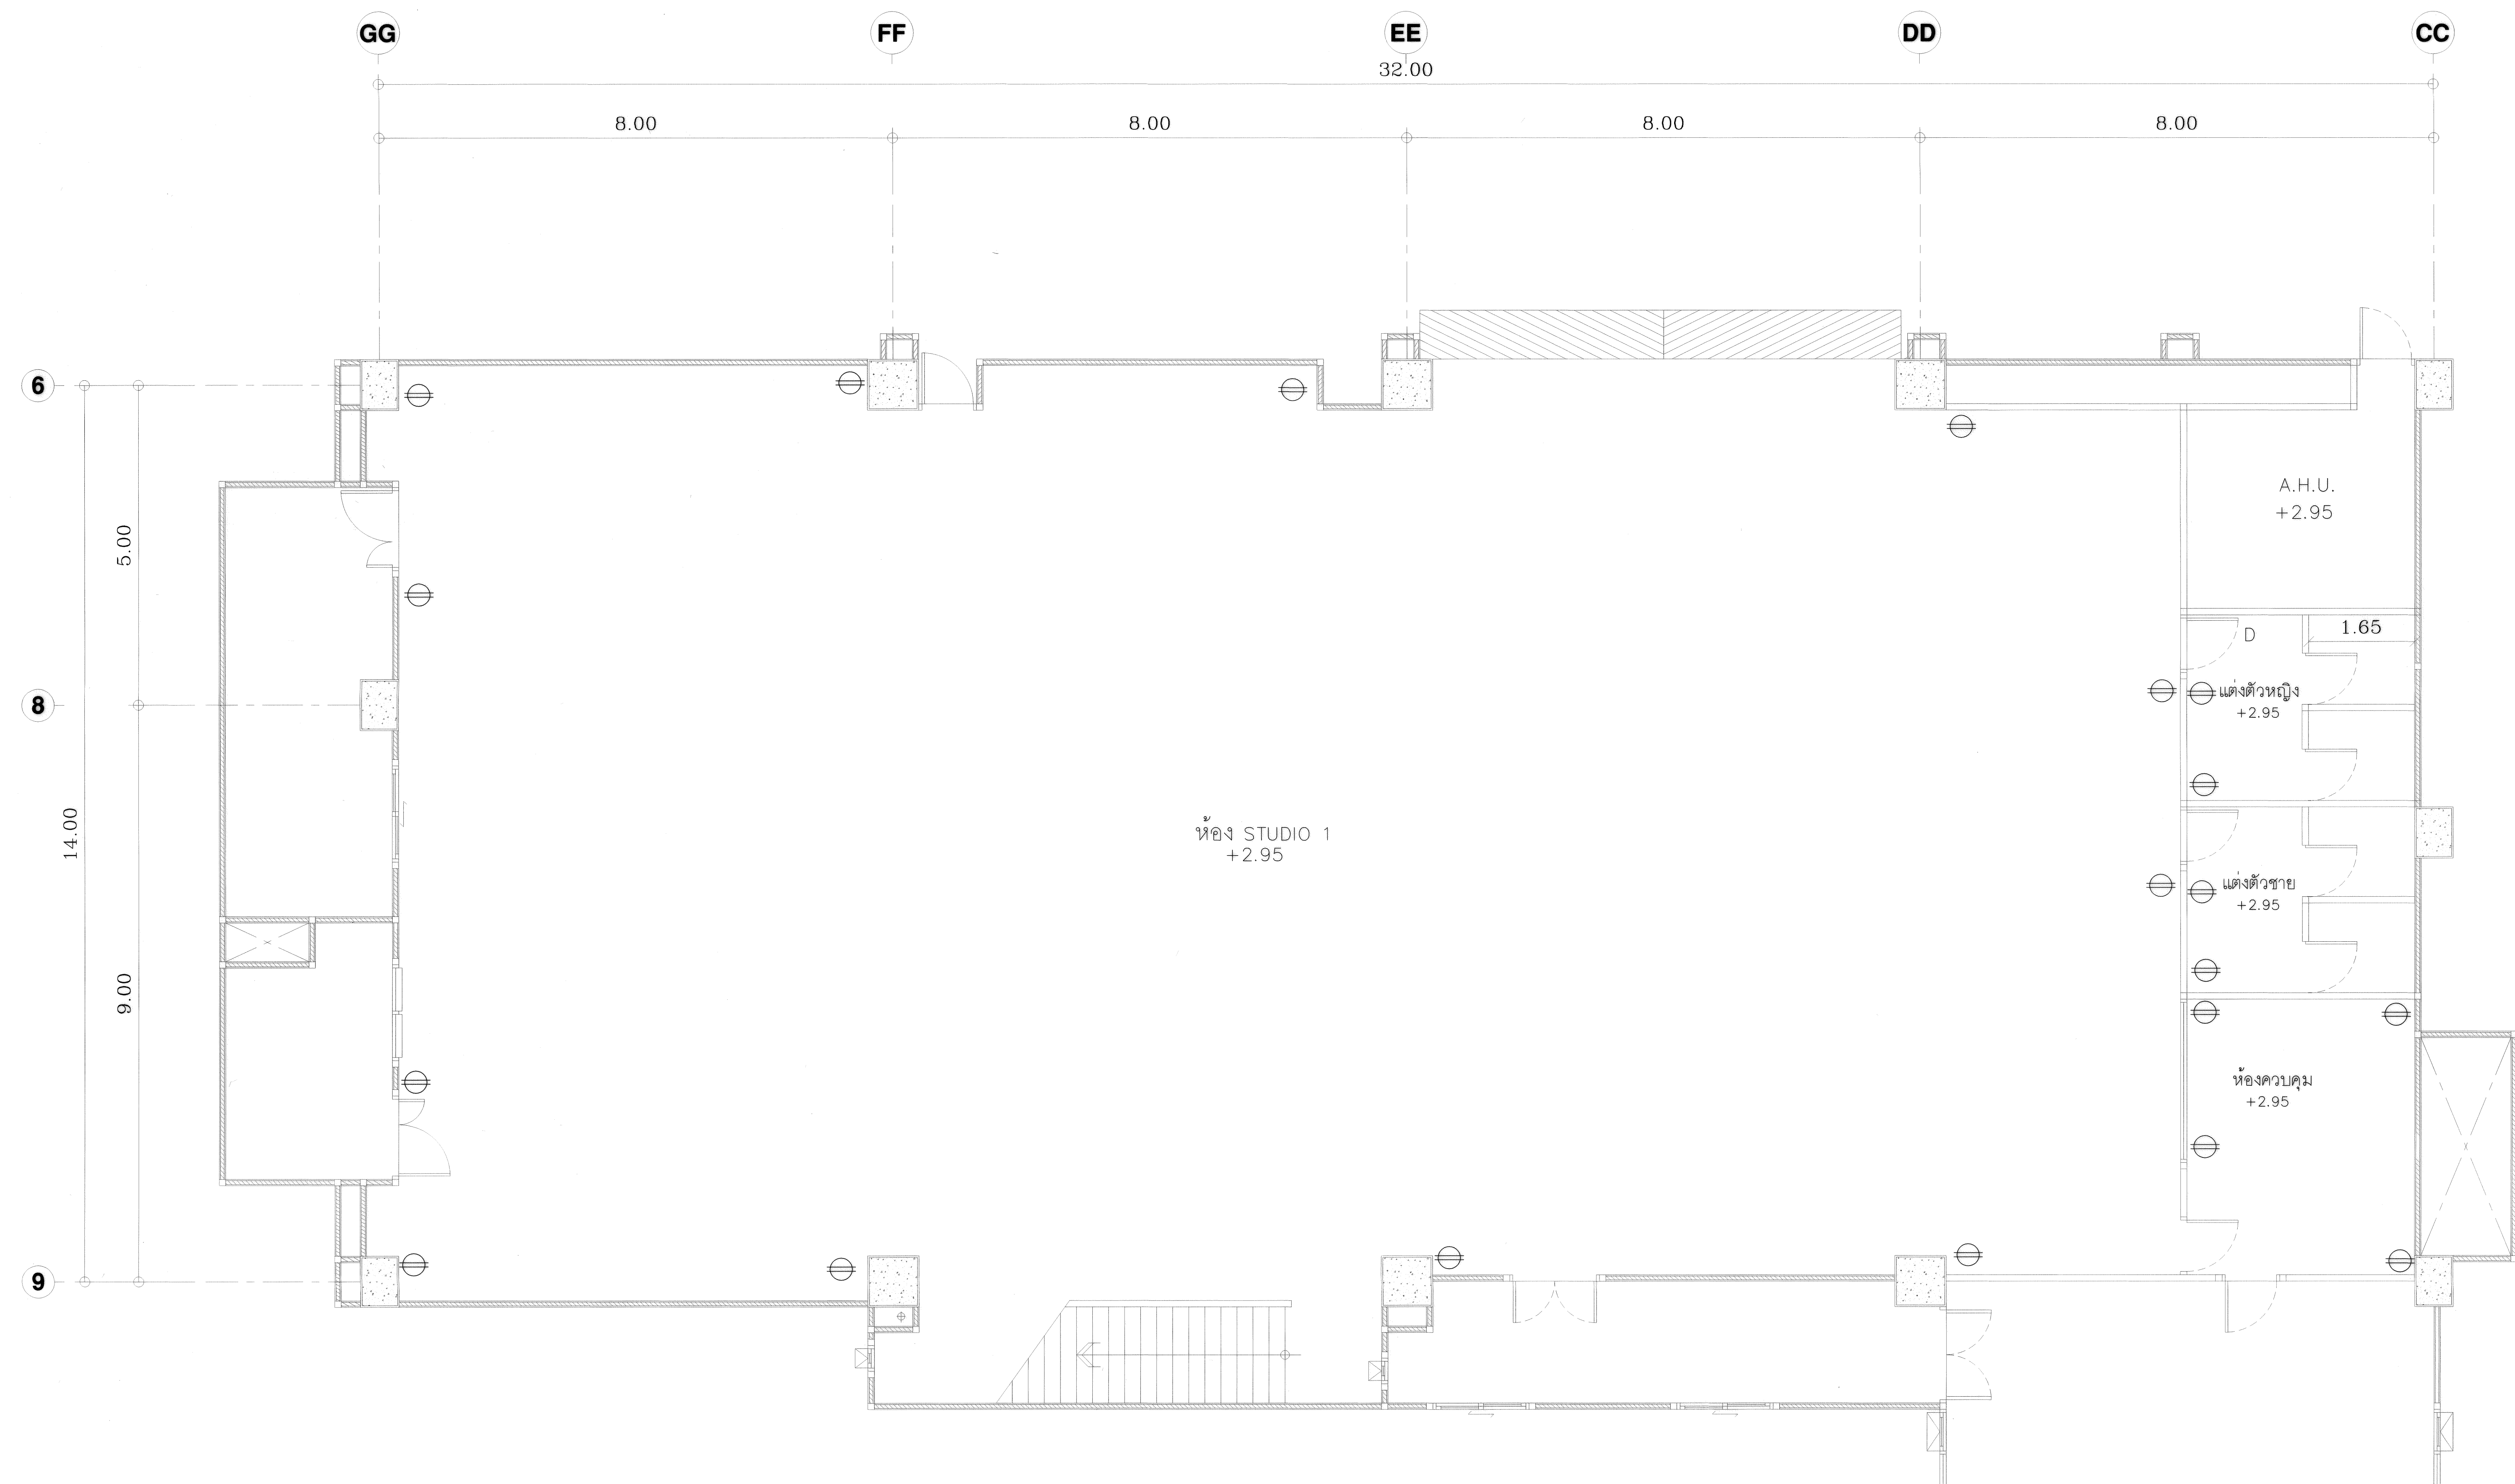 GG FF EE DD CC
32.00
8.00 8.00 8.00 8.00
6
A.H.U.
+2.95
5.00
D 1.65
8
แต่งตัวหญิง
+2.95
14.00
ห้อง STUDIO 1
+2.95
แต่งตัวชาย
+2.95
9.00
ห้องควบคุม
+2.95
9